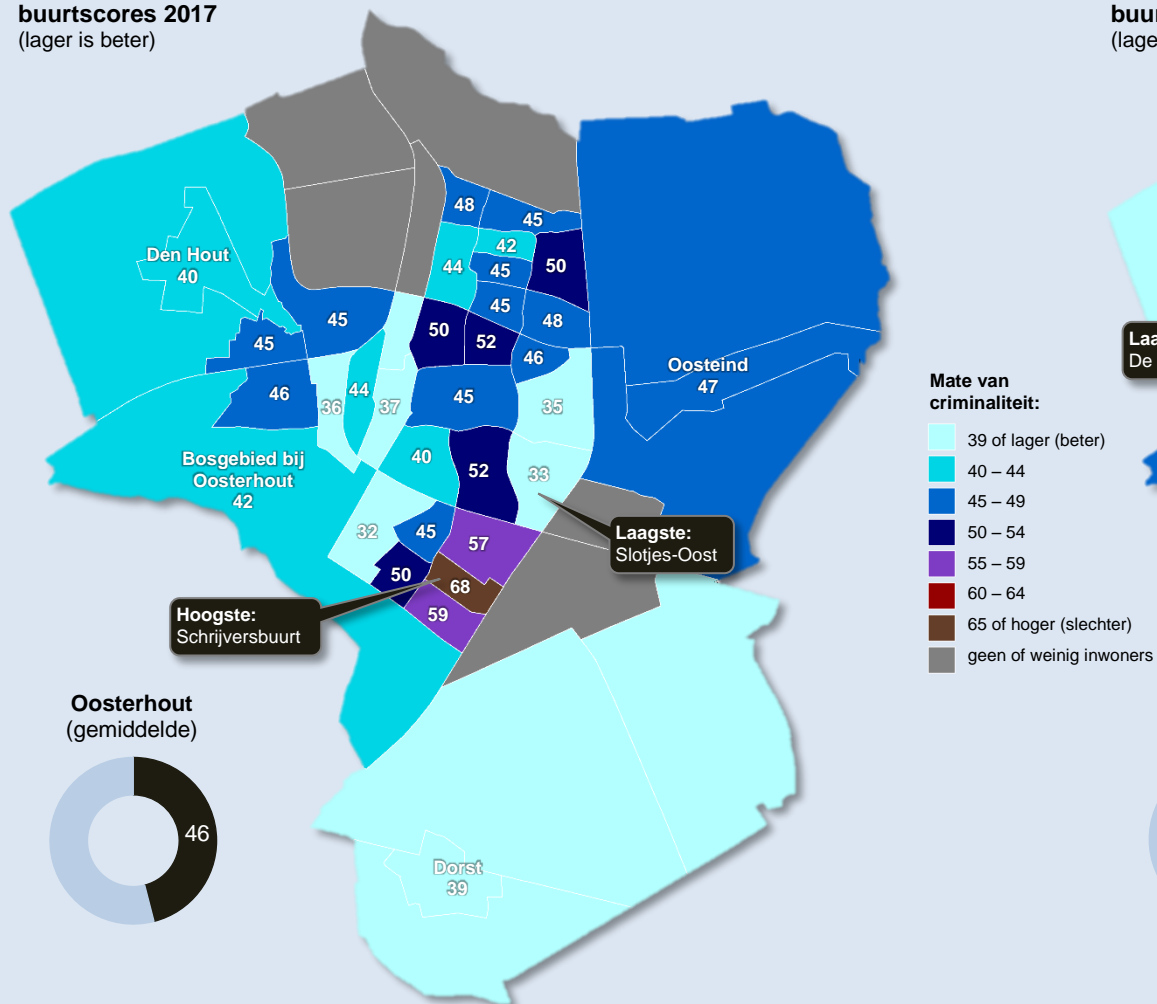 buurtscores 2017
(lager is beter)
buur
(lage
48
45
42
44
45
50
Den Hout
40
45
48
45
50
52
45
46
Oosteind
47
46
36
44
37
45
35
Bosgebied bij
Oosterhout
42
40
52
33
32
45
57
50
68
59
Laagste:
Slotjes-Oost
Hoogste:
Schrijversbuurt
Dorst
39
Oosterhout
(gemiddelde)
46
Mate van
criminaliteit:
39 of lager (beter)
40 – 44
45 – 49
50 – 54
55 – 59
60 – 64
65 of hoger (slechter)
geen of weinig inwoners
Laa
De